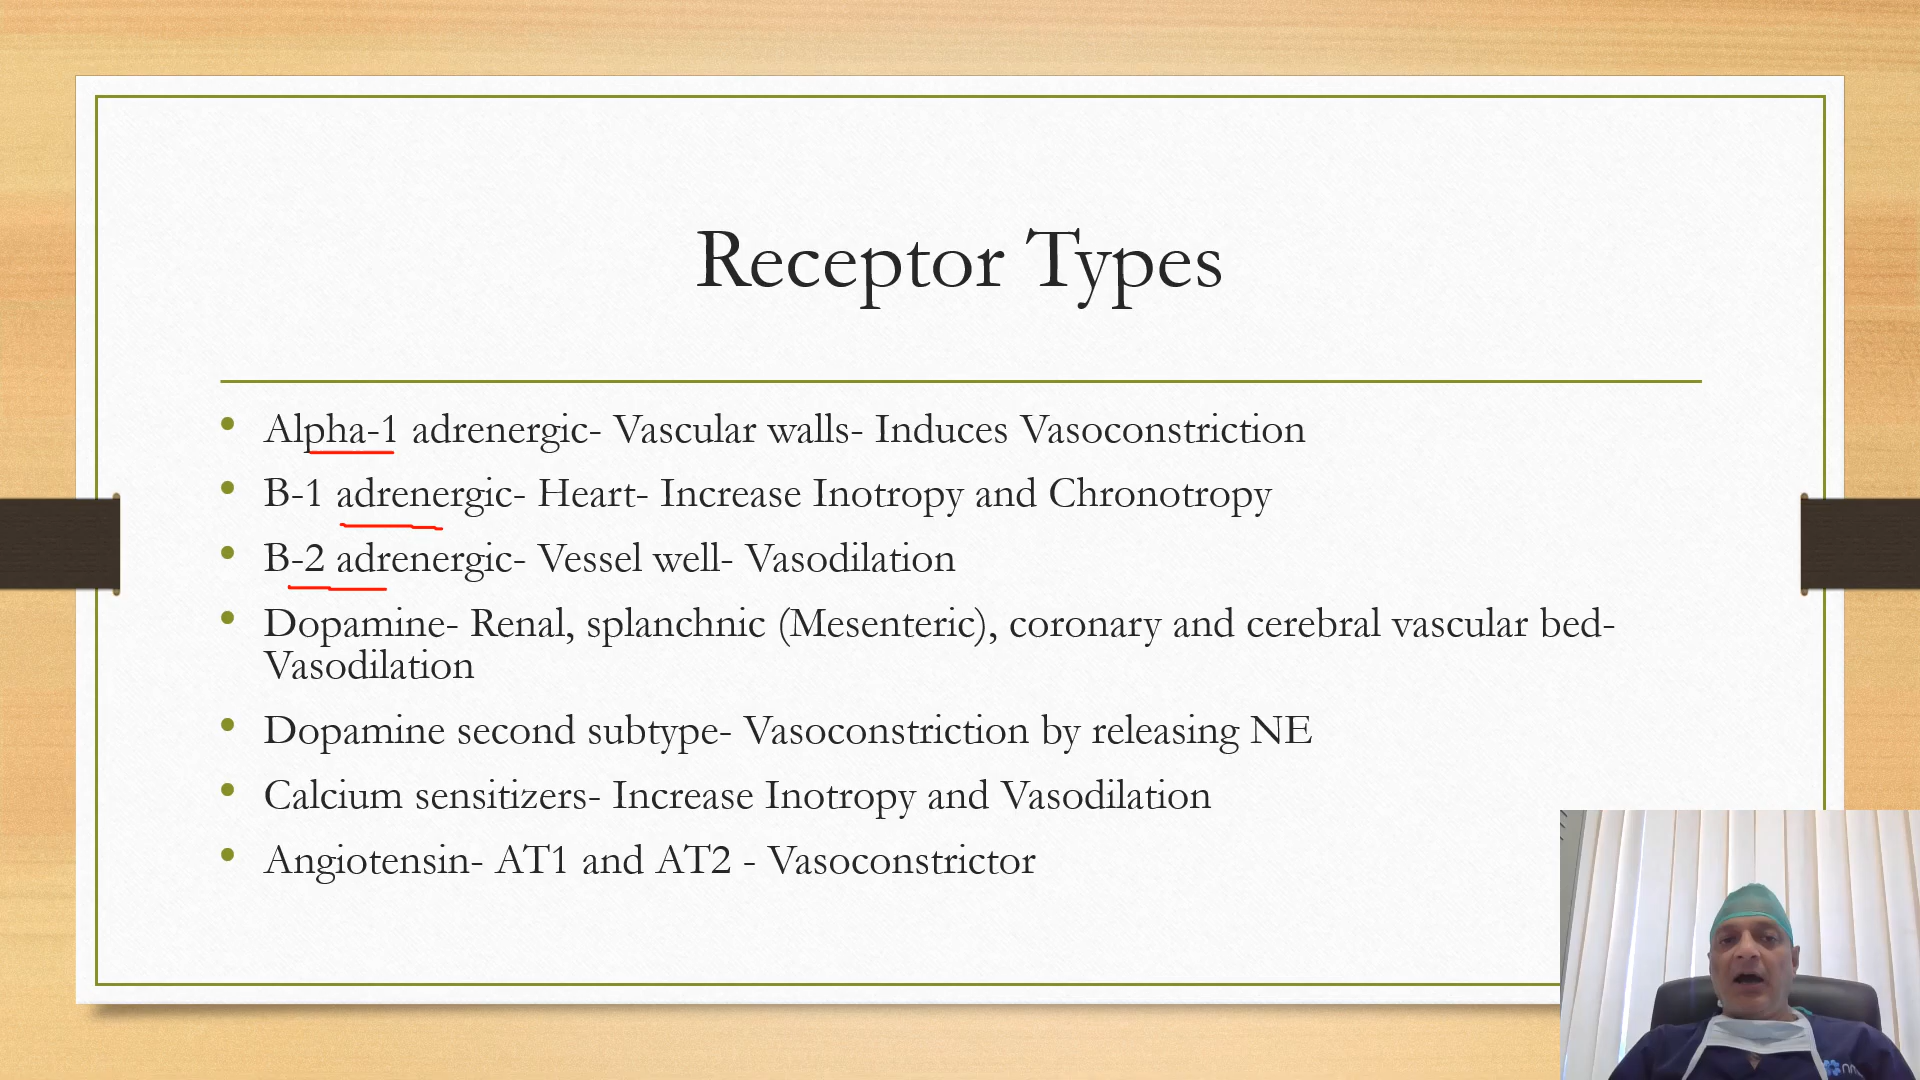 Receptor Types
Alpha-1 adrenergic- Vascular walls- Induces Vasoconstriction
B-1 adrenergic- Heart- Increase Inotropy and Chronotropy
B-2 adrenergic- Vessel well- Vasodilation
Dopamine- Renal, splanchnic (Mesenteric), coronary and cerebral vascular bed-
Vasodilation
Dopamine second subtype- Vasoconstriction by releasing NE
Calcium sensitizers- Increase Inotropy and Vasodilation
Angiotensin- AT1 and AT2 - Vasoconstrictor